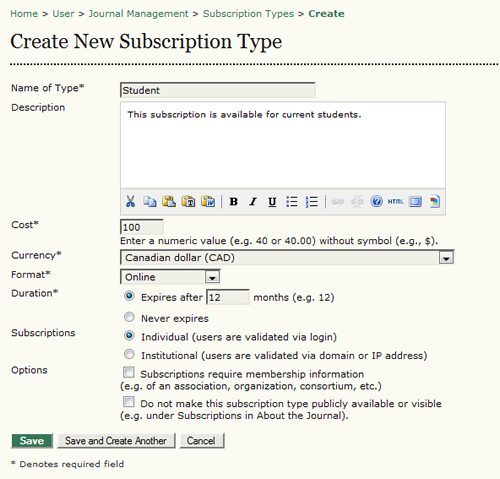 Home > User > Journal Management > Subscription Types > Create
Create New Subscription Type
Name of Type* Student
Description This subscription is available for current students.
B I U HTML
Cost* 100
Enter a numeric value (e.g. 40 or 40.00) without symbol (e.g., $).
Currency* Canadian dollar (CAD)
Format* Online
Duration* Expires after 12 months (e.g. 12)
Never expires
Subscriptions Individual (users are validated via login)
Institutional (users are validated via domain or IP address)
Options Subscriptions require membership information
(e.g. of an association, organization, consortium, etc.)
Do not make this subscription type publicly available or visible
(e.g. under Subscriptions in About the Journal).
Save Save and Create Another Cancel
* Denotes required field